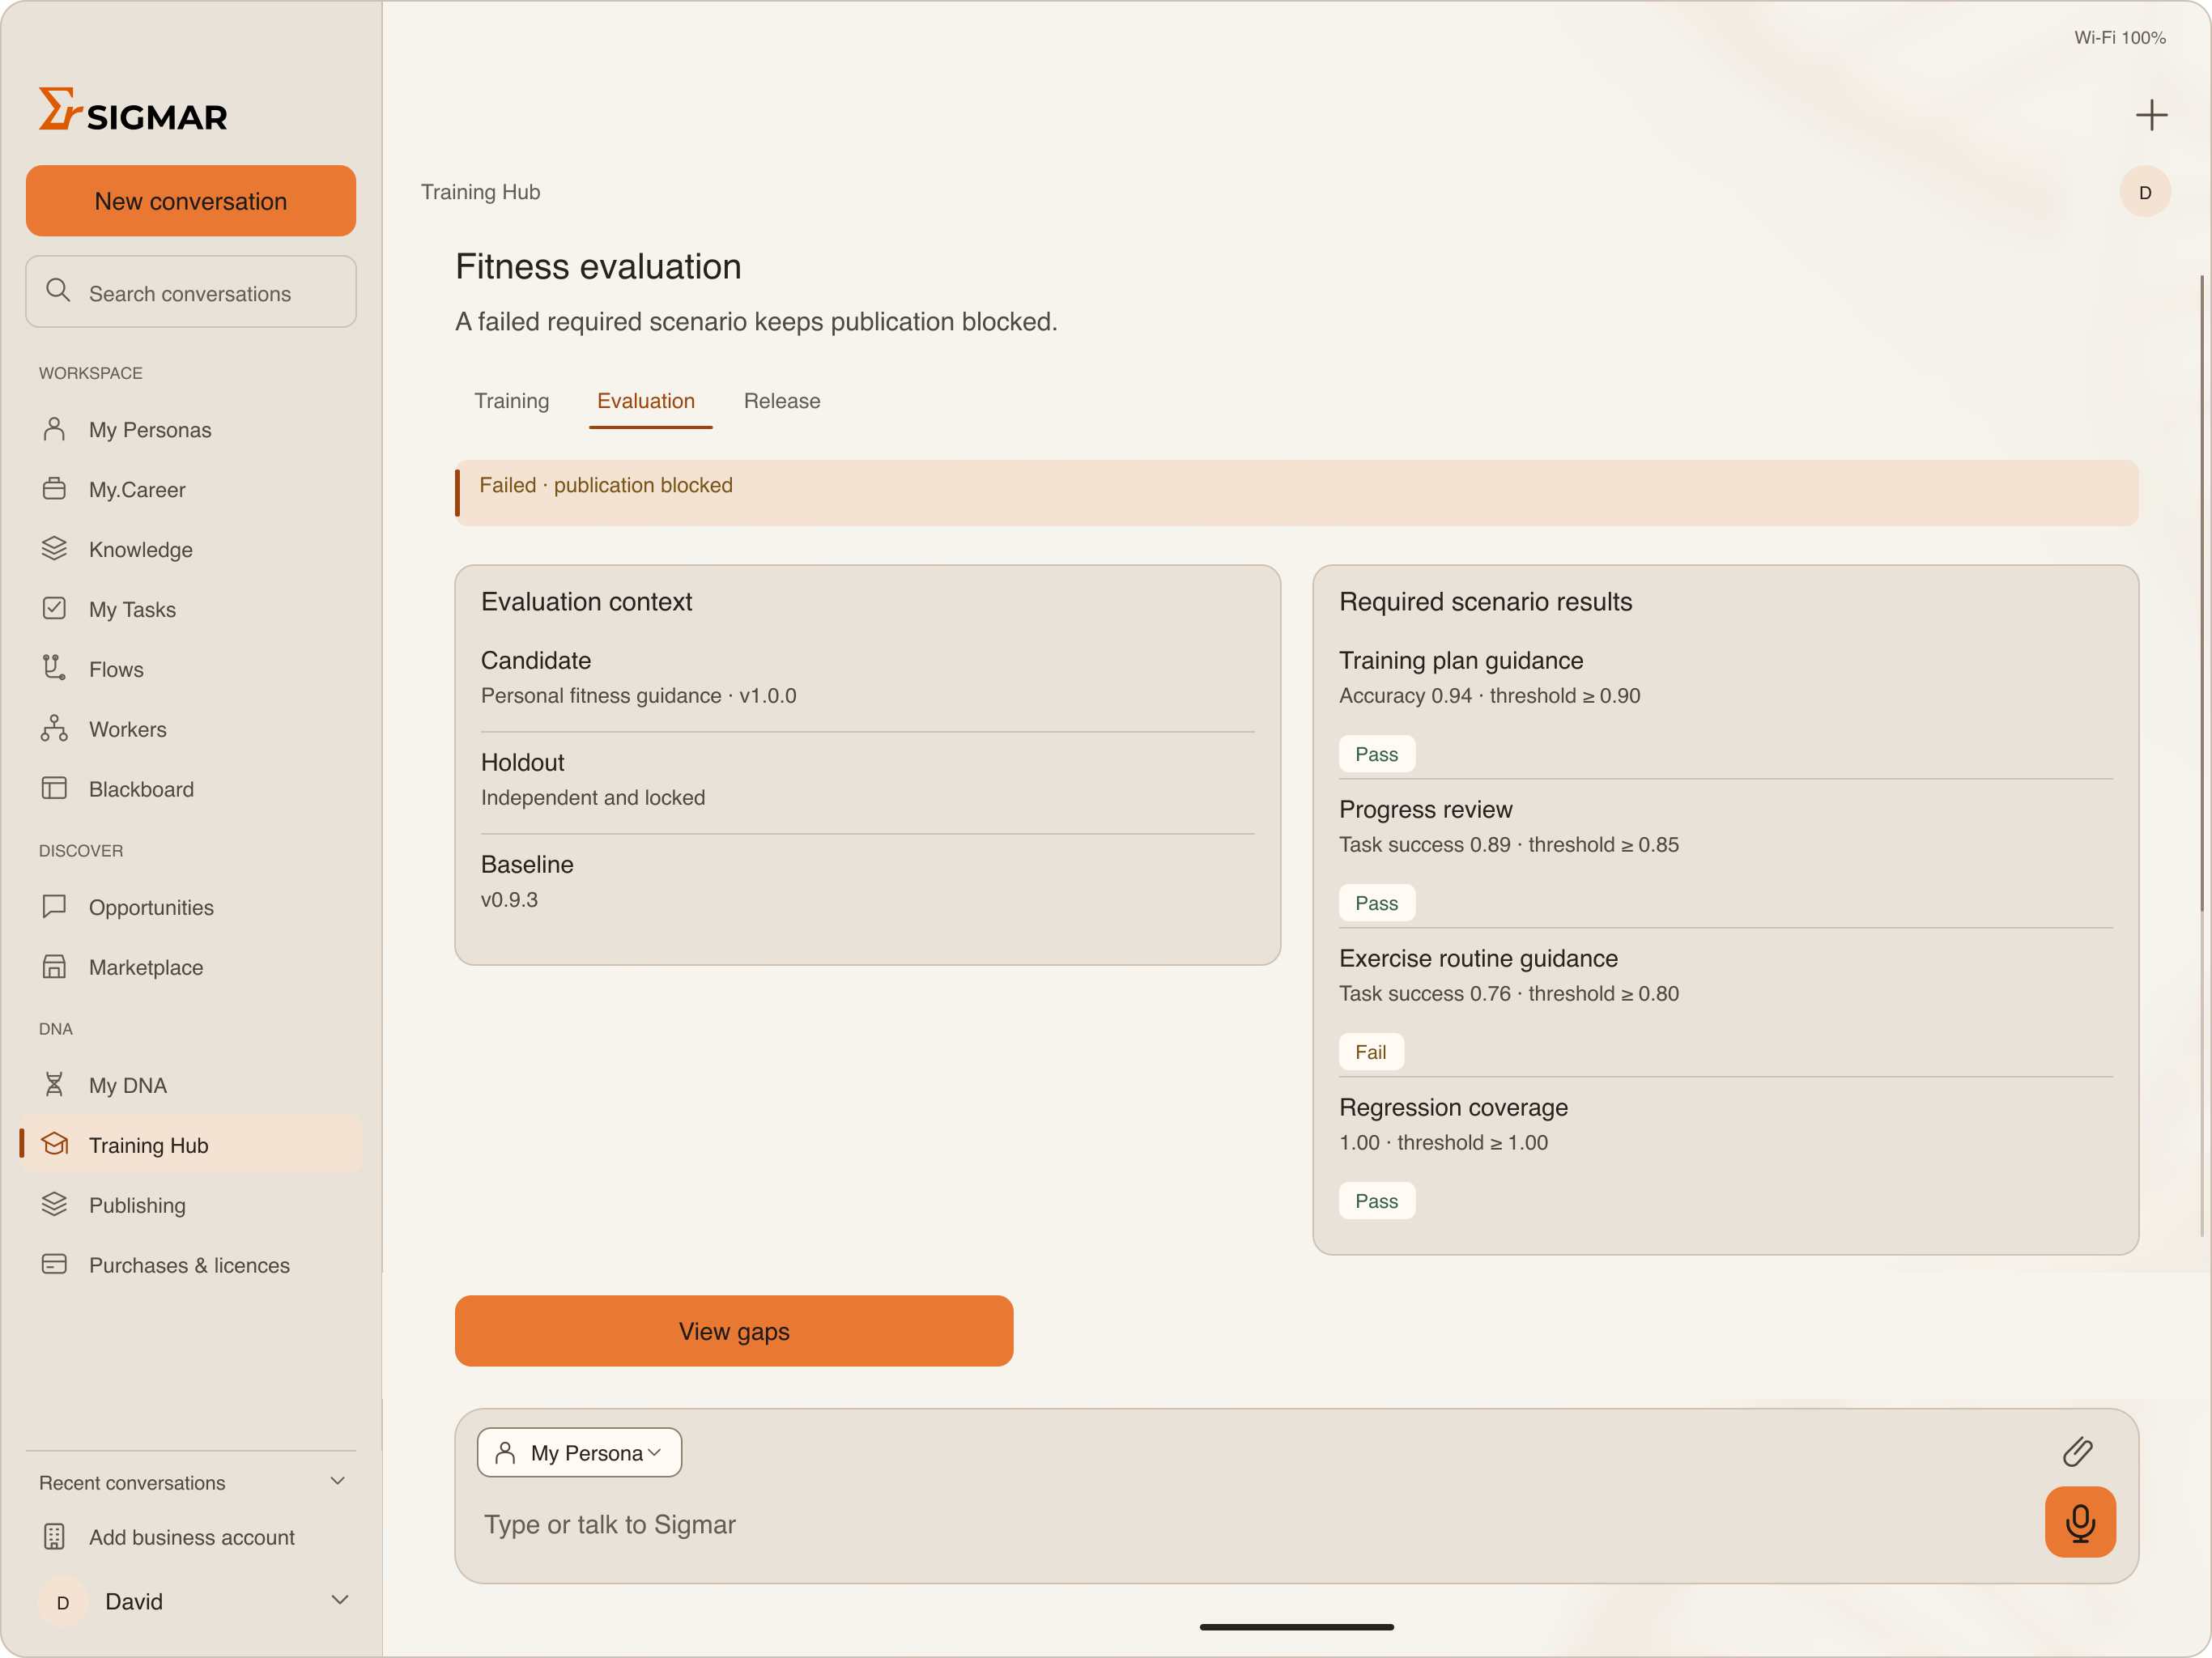 Wi-Fi 100%
Σr SIGMAR
New conversation
Search conversations
WORKSPACE
My Personas
My.Career
Knowledge
My Tasks
Flows
Workers
Blackboard
DISCOVER
Opportunities
Marketplace
DNA
My DNA
Training Hub
Publishing
Purchases & licences
Recent conversations
Add business account
D
David
Training Hub
D
Fitness evaluation
A failed required scenario keeps publication blocked.
Training
Evaluation
Release
Failed · publication blocked
Evaluation context
Candidate
Personal fitness guidance · v1.0.0
Holdout
Independent and locked
Baseline
v0.9.3
Required scenario results
Training plan guidance
Accuracy 0.94 · threshold ≥ 0.90
Pass
Progress review
Task success 0.89 · threshold ≥ 0.85
Pass
Exercise routine guidance
Task success 0.76 · threshold ≥ 0.80
Fail
Regression coverage
1.00 · threshold ≥ 1.00
Pass
View gaps
My Persona
Type or talk to Sigmar